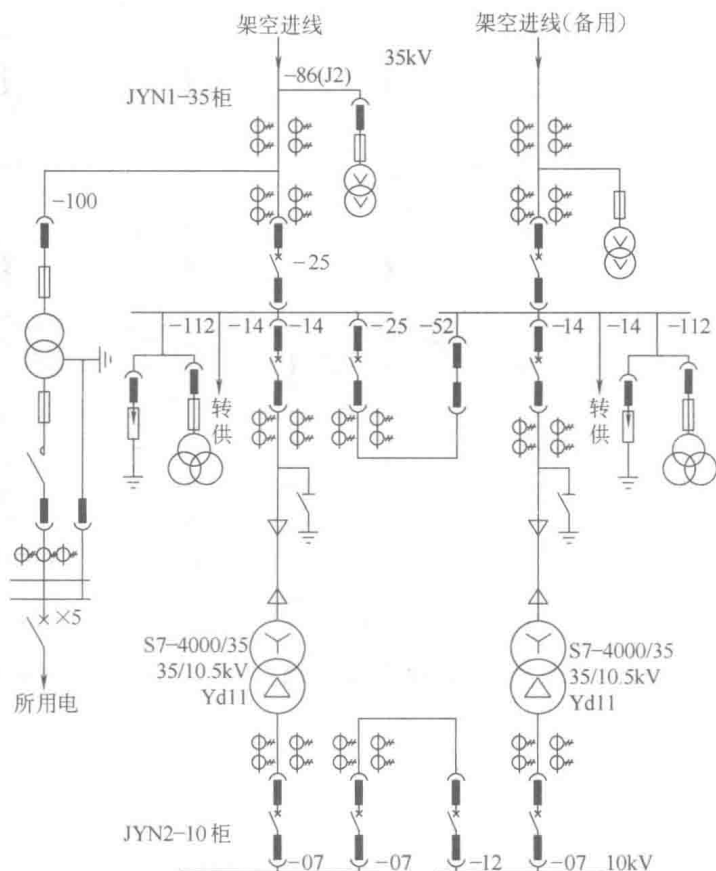 架空进线
架空进线(备用)
35kV
-86(J2)
JYN1-35柜
-100
-25
-112
-14
-14
-25
-52
-14
-14
-112
转供
转供
×5
所用电
S7-4000/35
35/10.5kV
Yd11
S7-4000/35
35/10.5kV
Yd11
JYN2-10柜
-07
-07
-12
-07
10kV